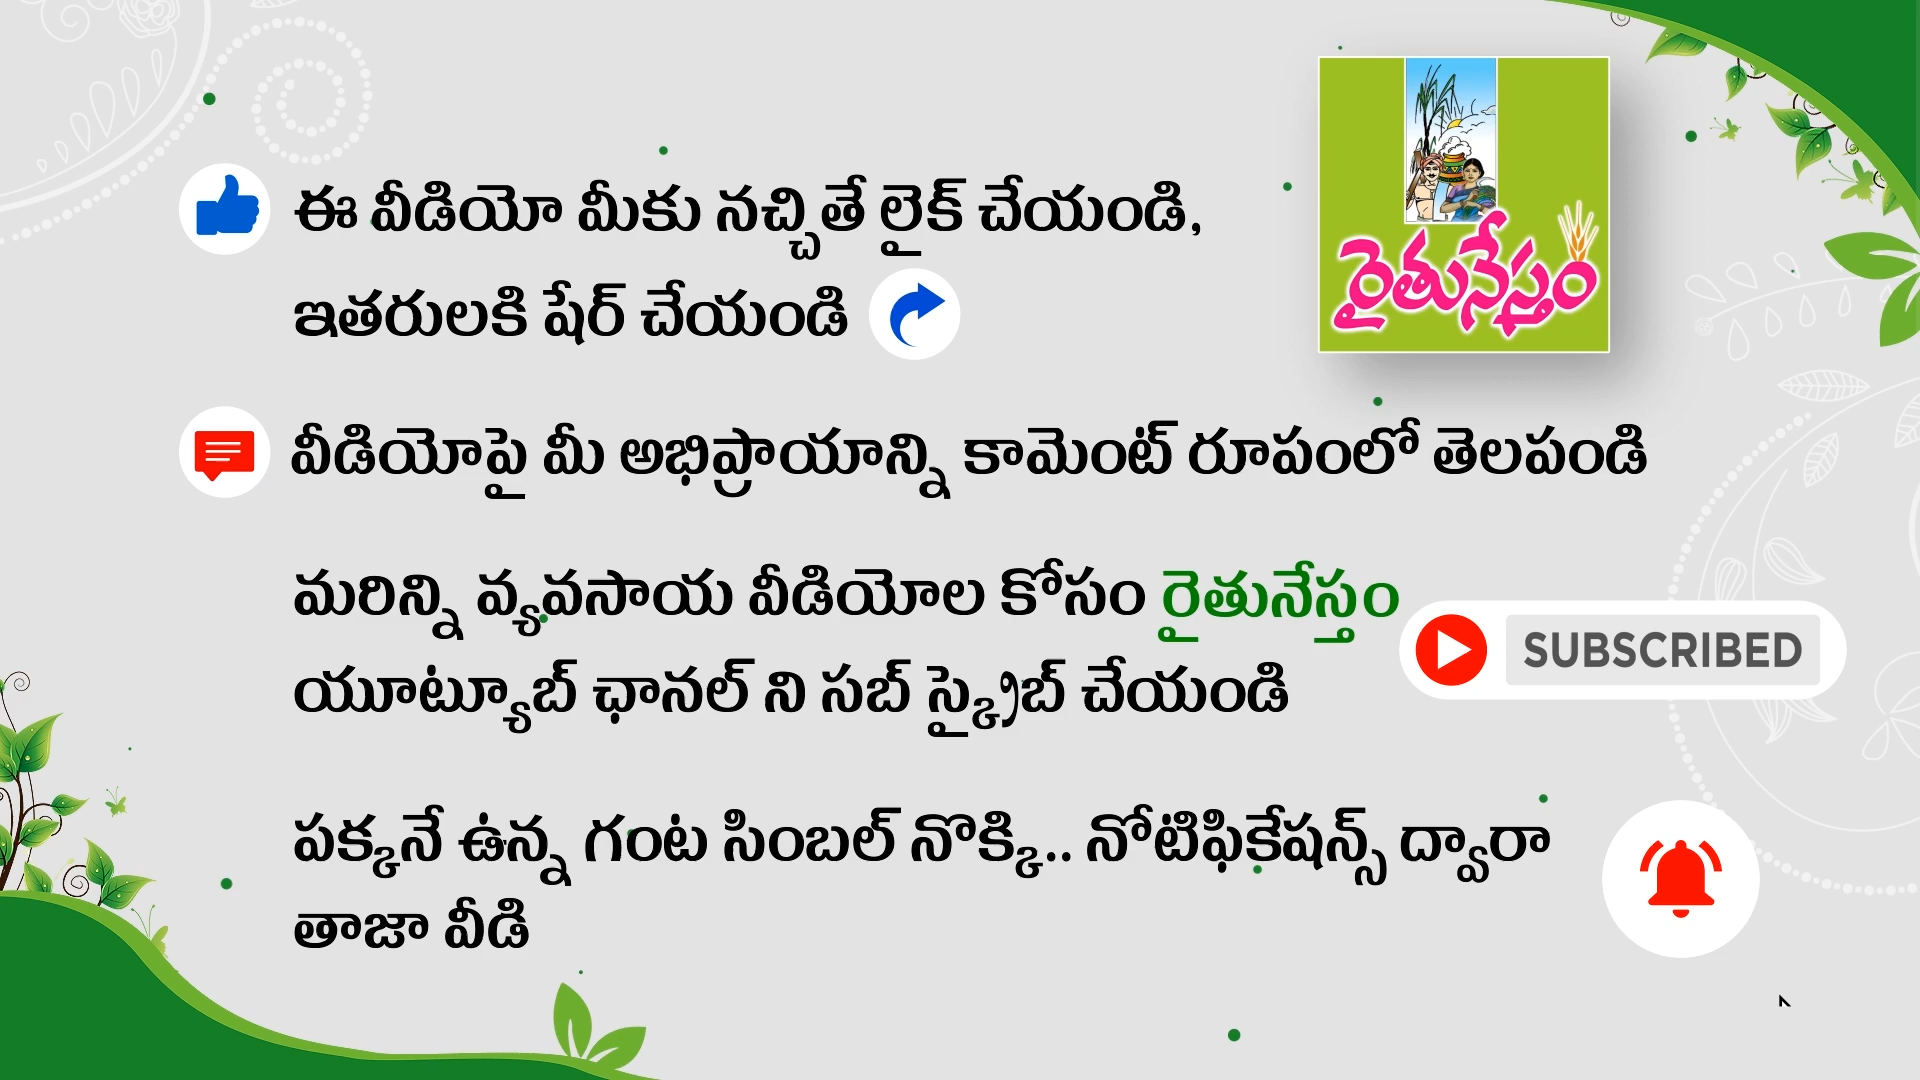 ఈ వీడియో మీకు నచ్చితే లైక్ చేయండి,
ఇతరులకి షేర్ చేయండి
రైతునేస్తం
వీడియోపై మీ అభిప్రాయాన్ని కామెంట్ రూపంలో తెలపండి
మరిన్ని వ్యవసాయ వీడియోల కోసం రైతునేస్తం
యూట్యూబ్ ఛానల్ ని సబ్ స్క్రైబ్ చేయండి
SUBSCRIBED
పక్కనే ఉన్న గంట సింబల్ నొక్కి.. నోటిఫికేషన్స్ ద్వారా
తాజా వీడి